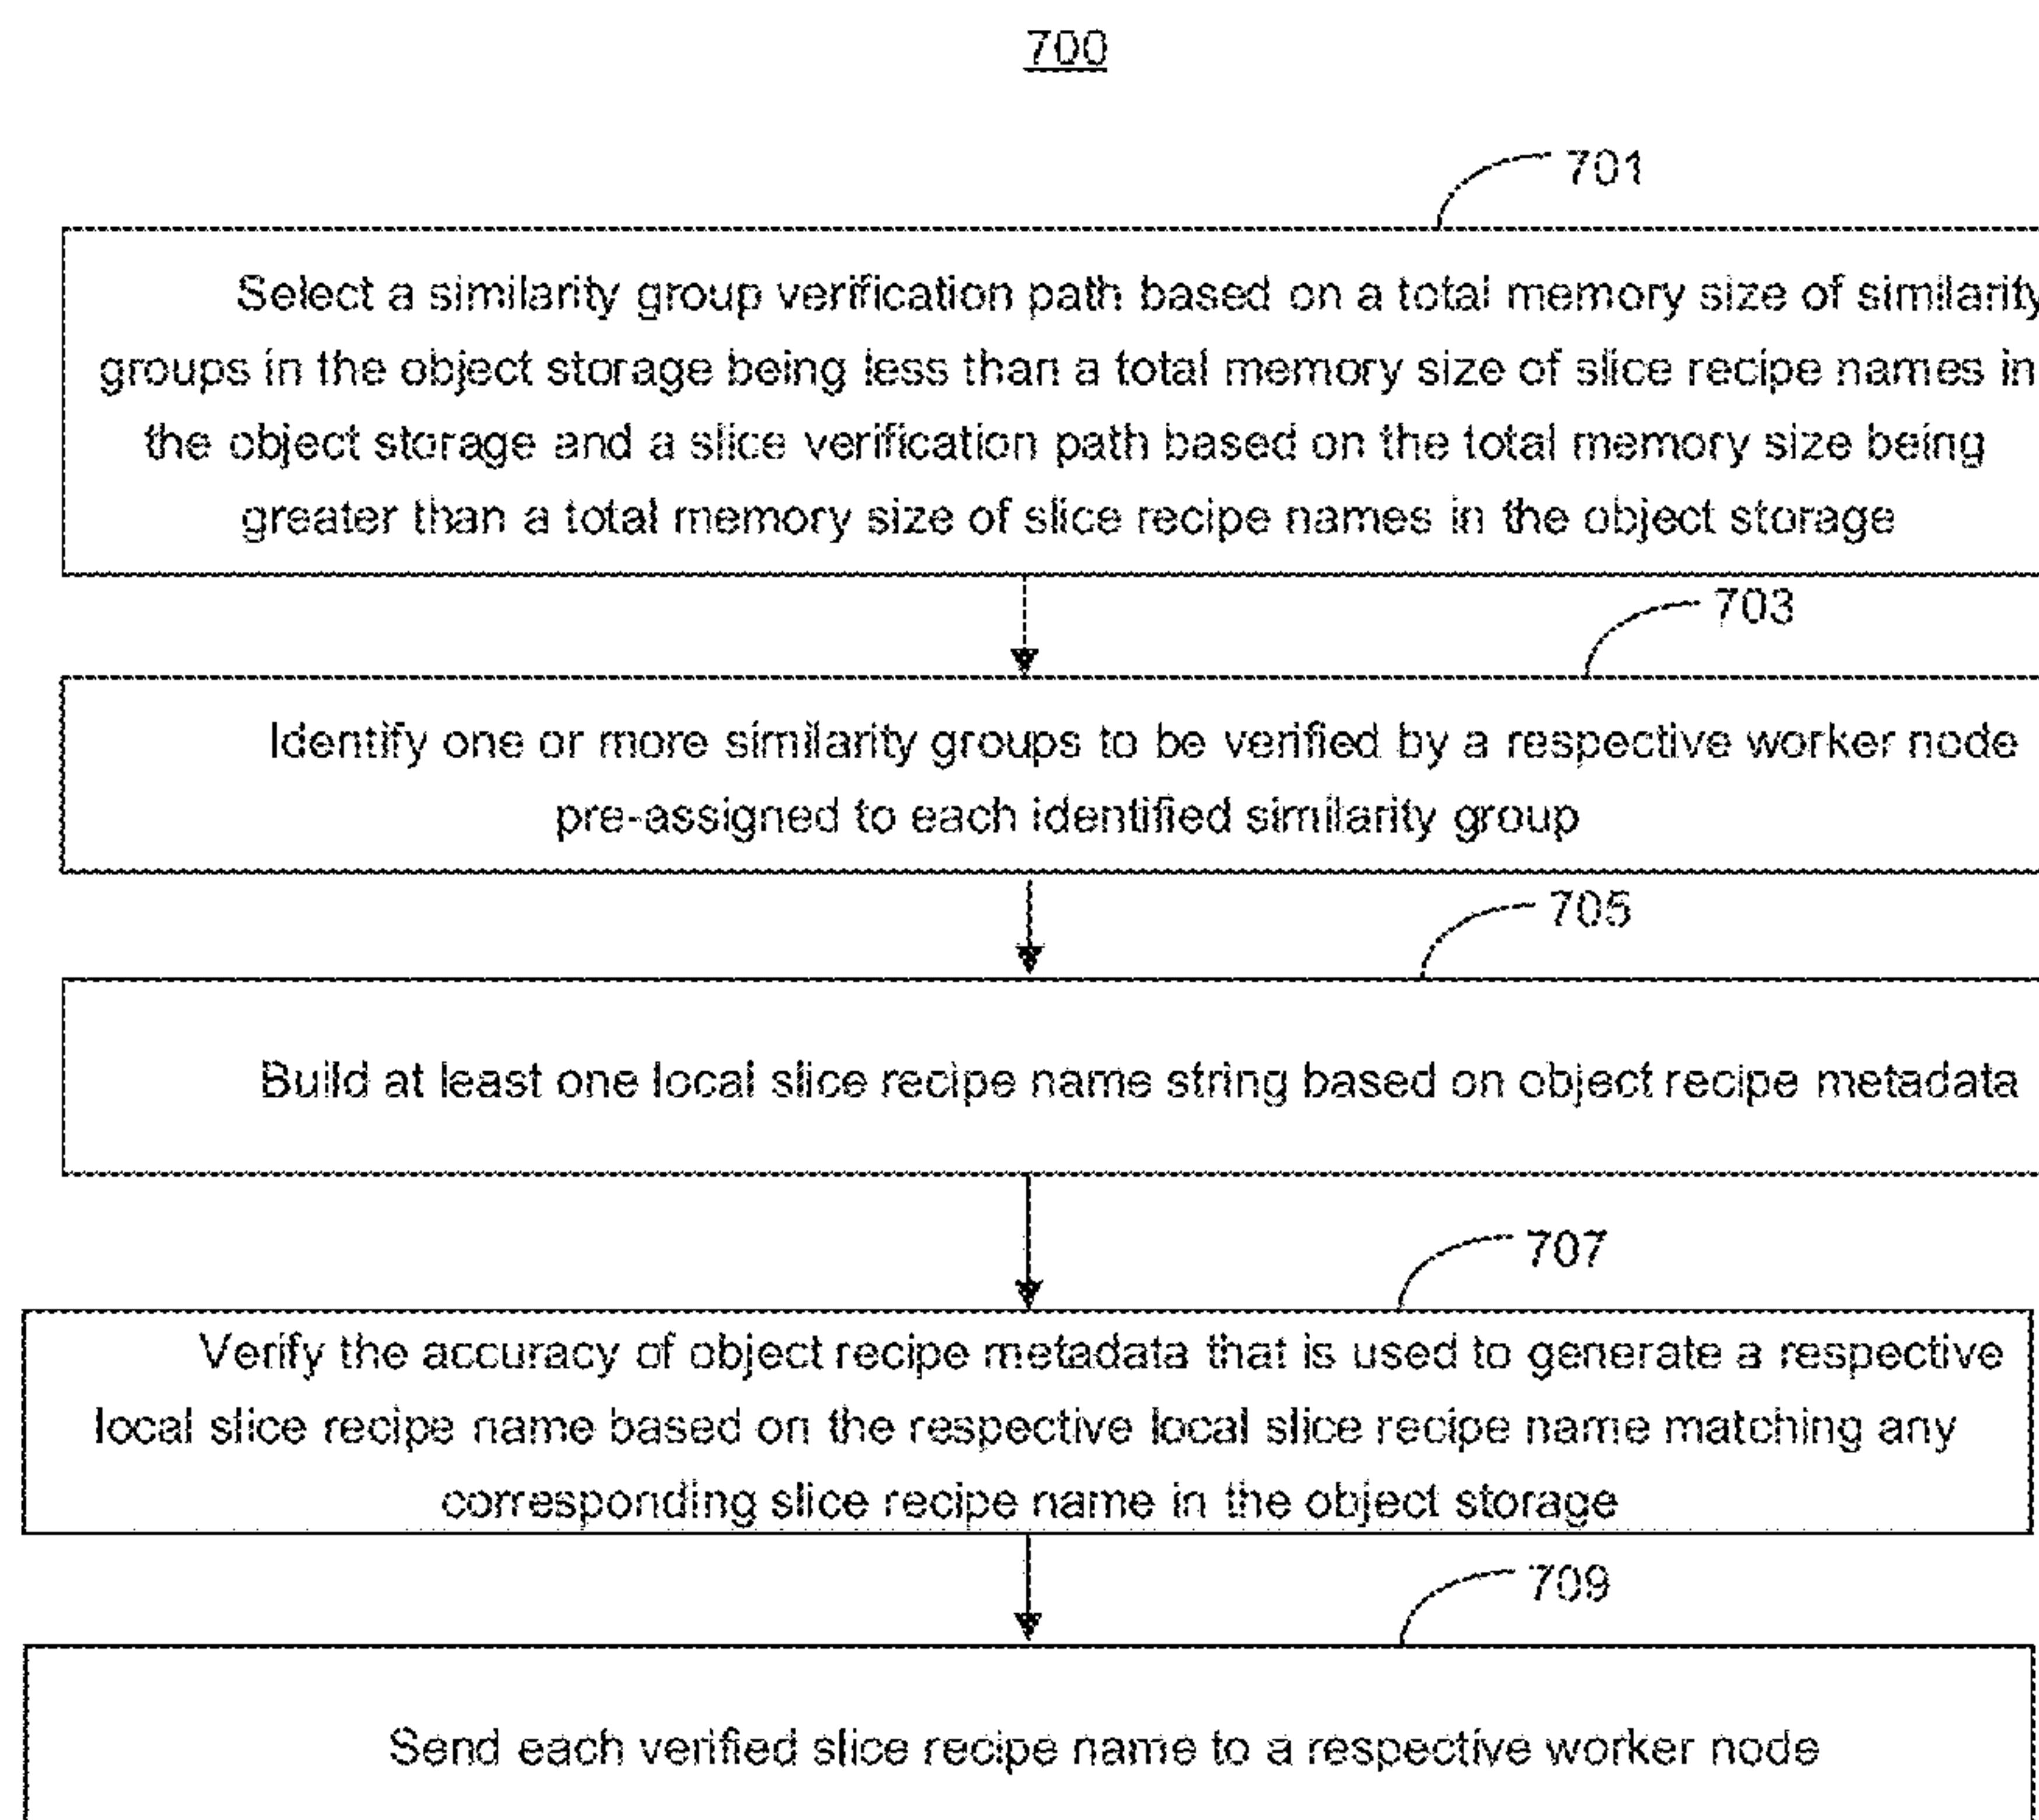 700
701
Select a similarity group verification path based on a total memory size of similarity
groups in the object storage being less than a total memory size of slice recipe names in
the object storage and a slice verification path based on the total memory size being
greater than a total memory size of slice recipe names in the object storage
703
Identify one or more similarity groups to be verified by a respective worker node
pre-assigned to each identified similarity group
705
Build at least one local slice recipe name string based on object recipe metadata
707
Verify the accuracy of object recipe metadata that is used to generate a respective
local slice recipe name based on the respective local slice recipe name matching any
corresponding slice recipe name in the object storage
709
Send each verified slice recipe name to a respective worker node